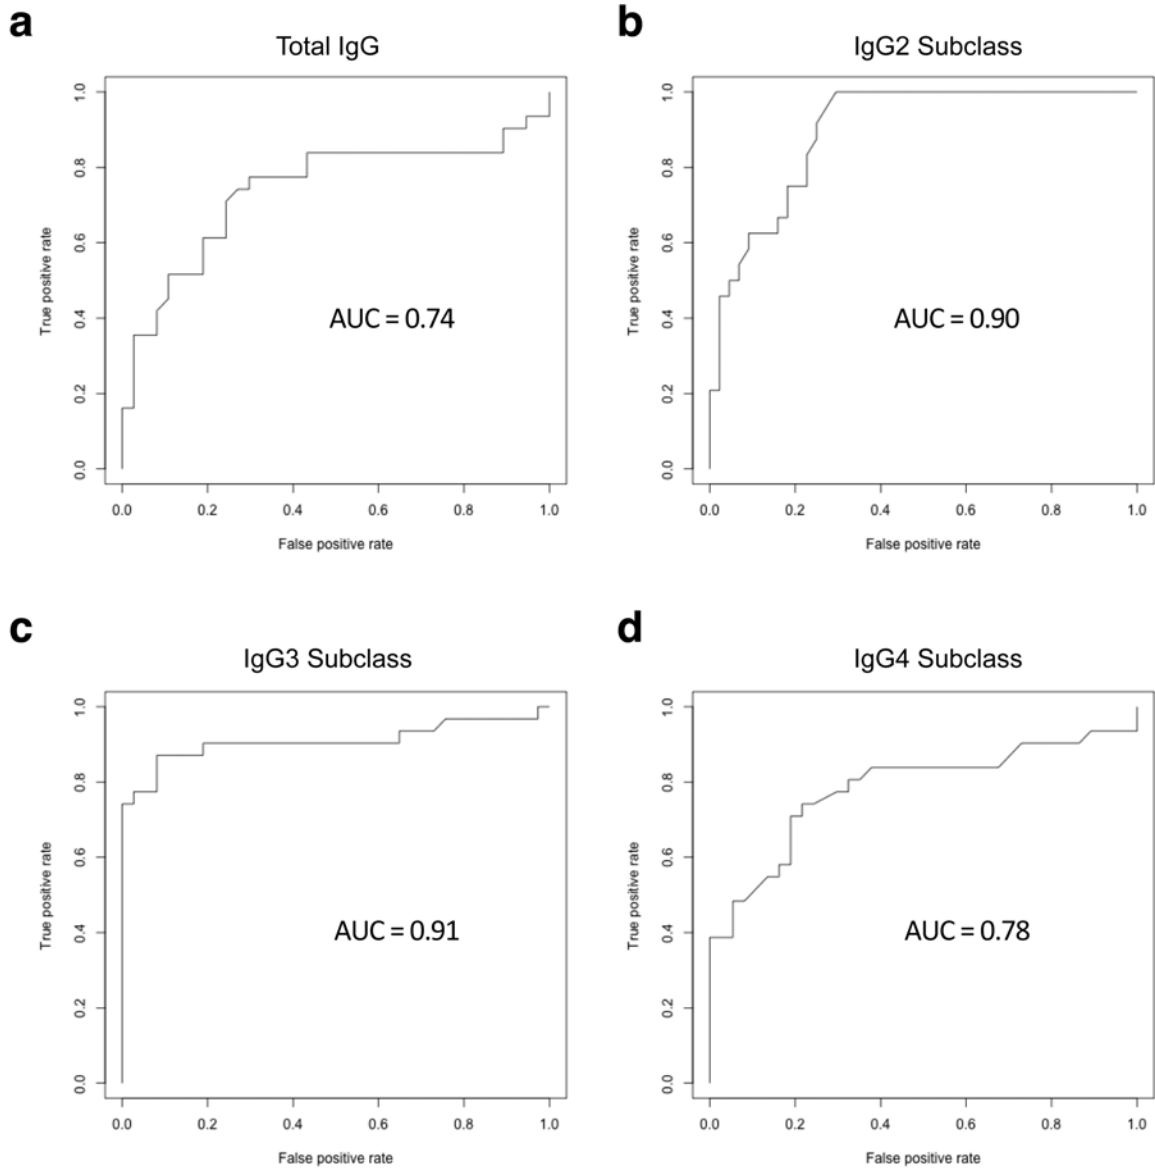 a
Total IgG
1.0
0.8
0.6
0.4
0.2
0.0
True positive rate
AUC = 0.74
0.0 0.2 0.4 0.6 0.8 1.0
False positive rate
b
IgG2 Subclass
1.0
0.8
0.6
0.4
0.2
0.0
True positive rate
AUC = 0.90
0.0 0.2 0.4 0.6 0.8 1.0
False positive rate
c
IgG3 Subclass
1.0
0.8
0.6
0.4
0.2
0.0
True positive rate
AUC = 0.91
0.0 0.2 0.4 0.6 0.8 1.0
False positive rate
d
IgG4 Subclass
1.0
0.8
0.6
0.4
0.2
0.0
True positive rate
AUC = 0.78
0.0 0.2 0.4 0.6 0.8 1.0
False positive rate